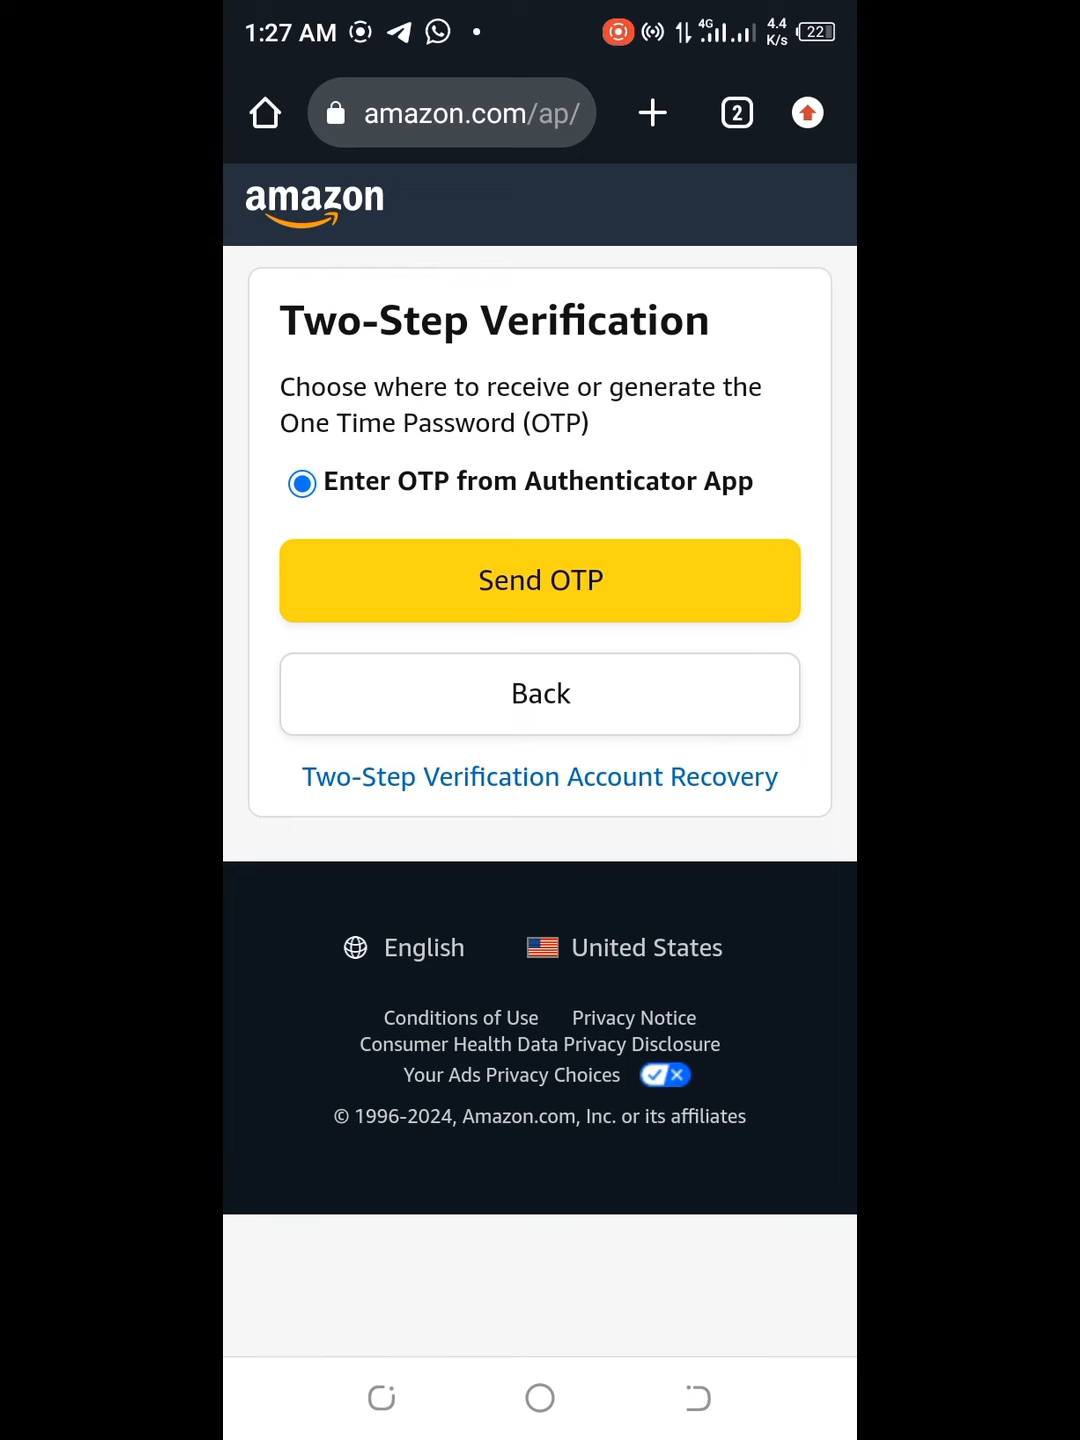 1:27 AM 4G 4.4 K/s 22
amazon.com/ap/ 2
amazon
Two-Step Verification
Choose where to receive or generate the
One Time Password (OTP)
Enter OTP from Authenticator App
Send OTP
Back
Two-Step Verification Account Recovery
English United States
Conditions of Use Privacy Notice
Consumer Health Data Privacy Disclosure
Your Ads Privacy Choices
© 1996-2024, Amazon.com, Inc. or its affiliates